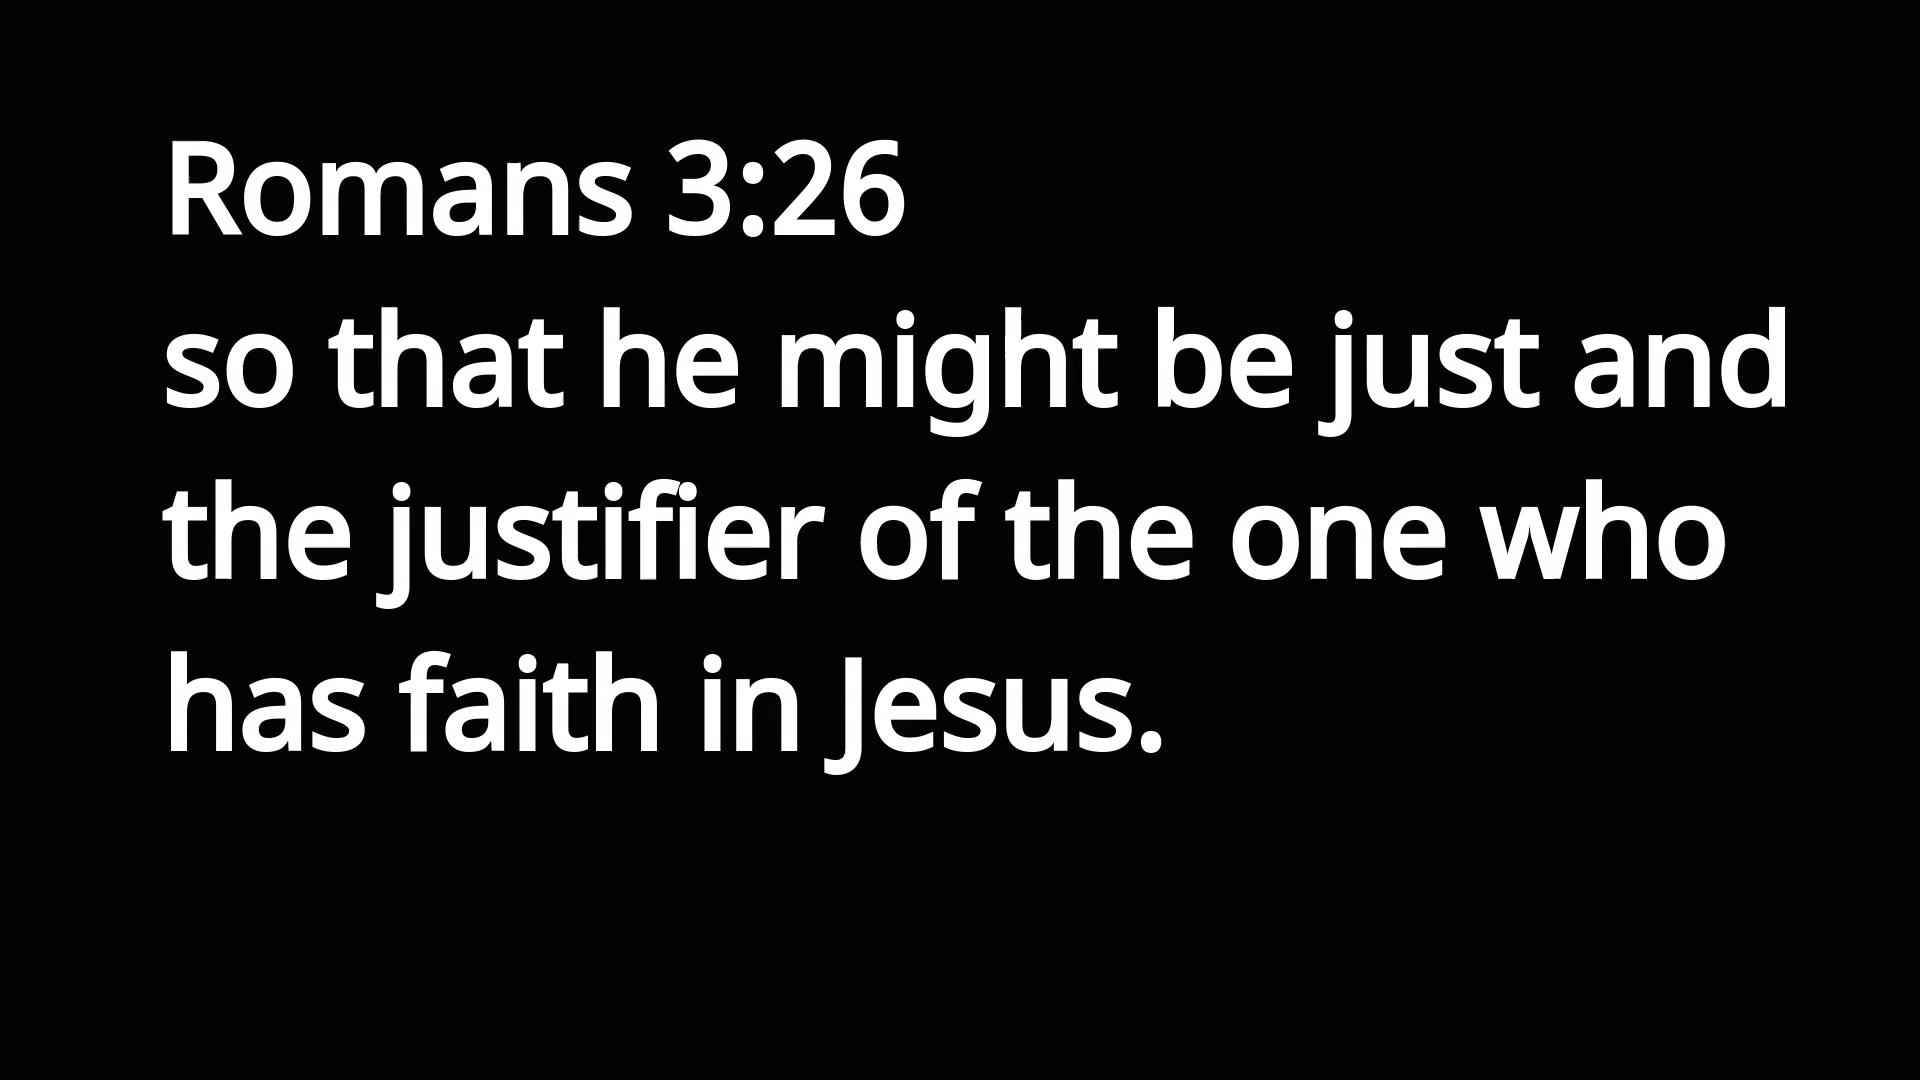 Romans 3:26
so that he might be just and
the justifier of the one who
has faith in Jesus.